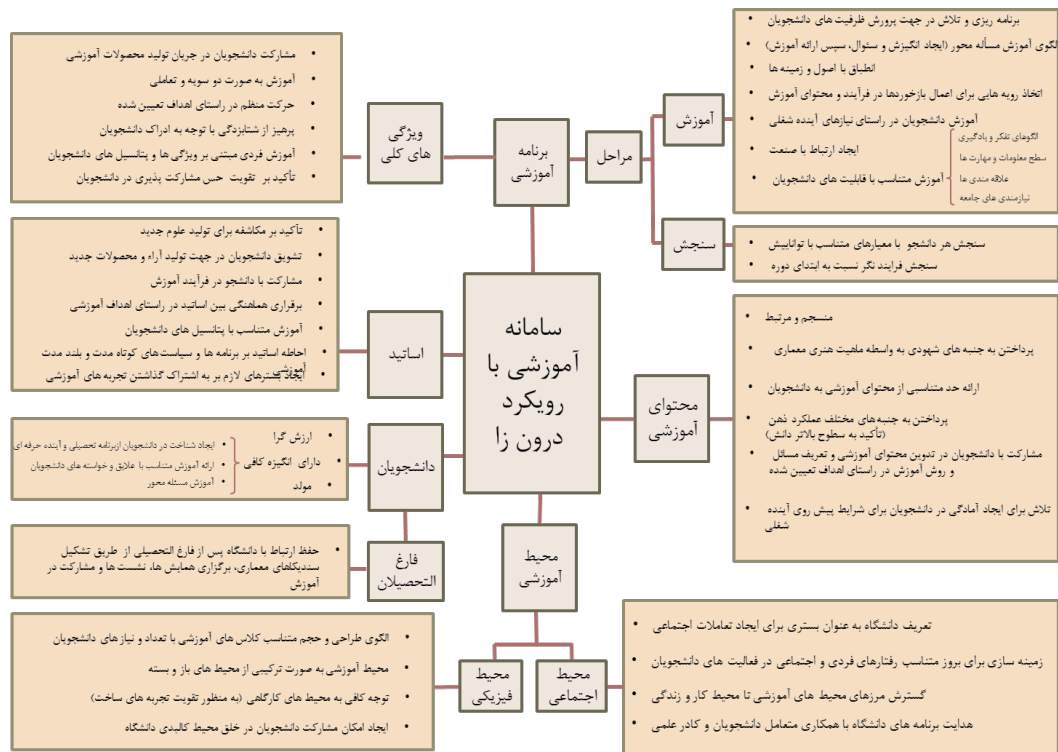 برنامه ریزی و تلاش در جهت پرورش ظرفیت های دانشجویان
الگوی آموزش مسأله محور (ایجاد انگیزش و سئوال، سپس ارائه آموزش)
انطباق با اصول و زمینه ها
اتخاذ رویه هایی برای اعمال بازخوردها در فرآیند و محتوای آموزش
آموزش دانشجویان در راستای نیازهای آینده شغلی
ایجاد ارتباط با صنعت
آموزش متناسب با قابلیت های دانشجویان
الگوهای تفکر و یادگیری
سطح معلومات و مهارت ها
علاقه مندی ها
نیازمندی های جامعه
آموزش
مراحل
سنجش
سنجش هر دانشجو با معیارهای متناسب با تواناییش
سنجش فرایند نگر نسبت به ابتدای دوره
برنامه
آموزشی
ویژگی
های کلی
مشارکت دانشجویان در جریان تولید محصولات آموزشی
آموزش به صورت دو سویه و تعاملی
حرکت منظم در راستای اهداف تعیین شده
پرهیز از شتابزدگی با توجه به ادراک دانشجویان
آموزش فردی مبتنی بر ویژگی ها و پتانسیل های دانشجویان
تأکید بر تقویت حس مشارکت پذیری در دانشجویان
سامانه
آموزشی با
رویکرد
درون زا
محتوای
آموزشی
منسجم و مرتبط
پرداختن به جنبه های شهودی به واسطه ماهیت هنری معماری
ارائه حد متناسبی از محتوای آموزشی به دانشجویان
پرداختن به جنبه‌های مختلف عملکرد ذهن
(تأکید به سطوح بالاتر دانش)
مشارکت با دانشجویان در تدوین محتوای آموزشی و تعریف مسائل
و روش آموزش در راستای اهداف تعیین شده
تلاش برای ایجاد آمادگی در دانشجویان برای شرایط پیش روی آینده
شغلی
اساتید
تأکید بر مکاشفه برای تولید علوم جدید
تشویق دانشجویان در جهت تولید آراء و محصولات جدید
مشارکت با دانشجو در فرآیند آموزش
برقراری هماهنگی بین اساتید در راستای اهداف آموزشی
آموزش متناسب با پتانسیل های دانشجویان
احاطه اساتید بر برنامه ها و سیاست‌های کوتاه مدت و بلند مدت
آموزشی
ایجاد بسترهای لازم بر به اشتراک گذاشتن تجربه های آموزشی
دانشجویان
ارزش گرا
دارای انگیزه کافی
مولد
ایجاد شناخت در دانشجویان ازبرنامه تحصیلی و آینده حرفه ای
ارائه آموزش متناسب با علایق و خواسته های دانشجویان
آموزش مسئله محور
فارغ
التحصیلان
حفظ ارتباط با دانشگاه پس از فارغ التحصیلی از طریق تشکیل
سندیکاهای معماری، برگزاری همایش ها، نشست ها و مشارکت در
آموزش
محیط
آموزشی
محیط
اجتماعی
تعریف دانشگاه به عنوان بستری برای ایجاد تعاملات اجتماعی
زمینه سازی برای بروز متناسب رفتارهای فردی و اجتماعی در فعالیت های دانشجویان
گسترش مرزهای محیط های آموزشی تا محیط کار و زندگی
هدایت برنامه های دانشگاه با همکاری متعامل دانشجویان و کادر علمی
محیط
فیزیکی
الگوی طراحی و حجم متناسب کلاس های آموزشی با تعداد و نیازهای دانشجویان
محیط آموزشی به صورت ترکیبی از محیط های باز و بسته
توجه کافی به محیط های کارگاهی (به منظور تقویت تجربه های ساخت)
ایجاد امکان مشارکت دانشجویان در خلق محیط کالبدی دانشگاه